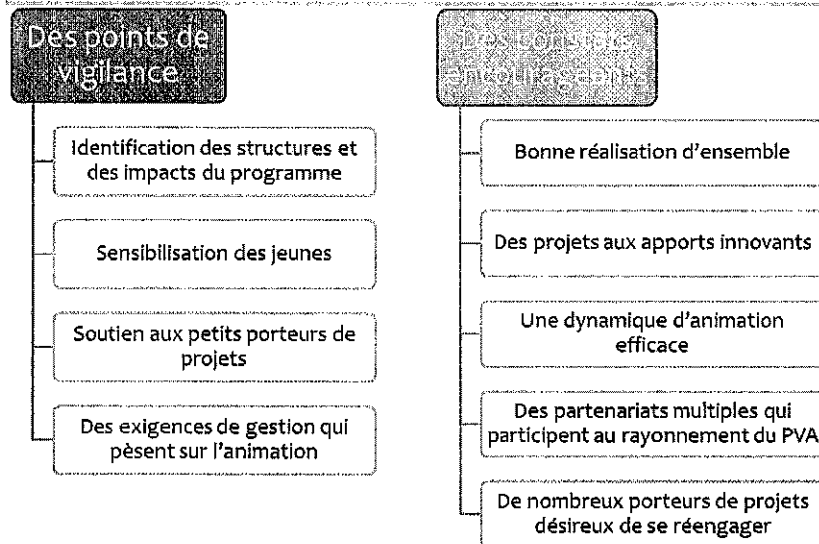 Des points de
vigilance
Identification des structures et
des impacts du programme
Sensibilisation des jeunes
Soutien aux petits porteurs de
projets
Des exigences de gestion qui
pèsent sur l'animation
Des constats
encourageants
Bonne réalisation d'ensemble
Des projets aux apports innovants
Une dynamique d'animation
efficace
Des partenariats multiples qui
participent au rayonnement du PVA
De nombreux porteurs de projets
désireux de se réengager